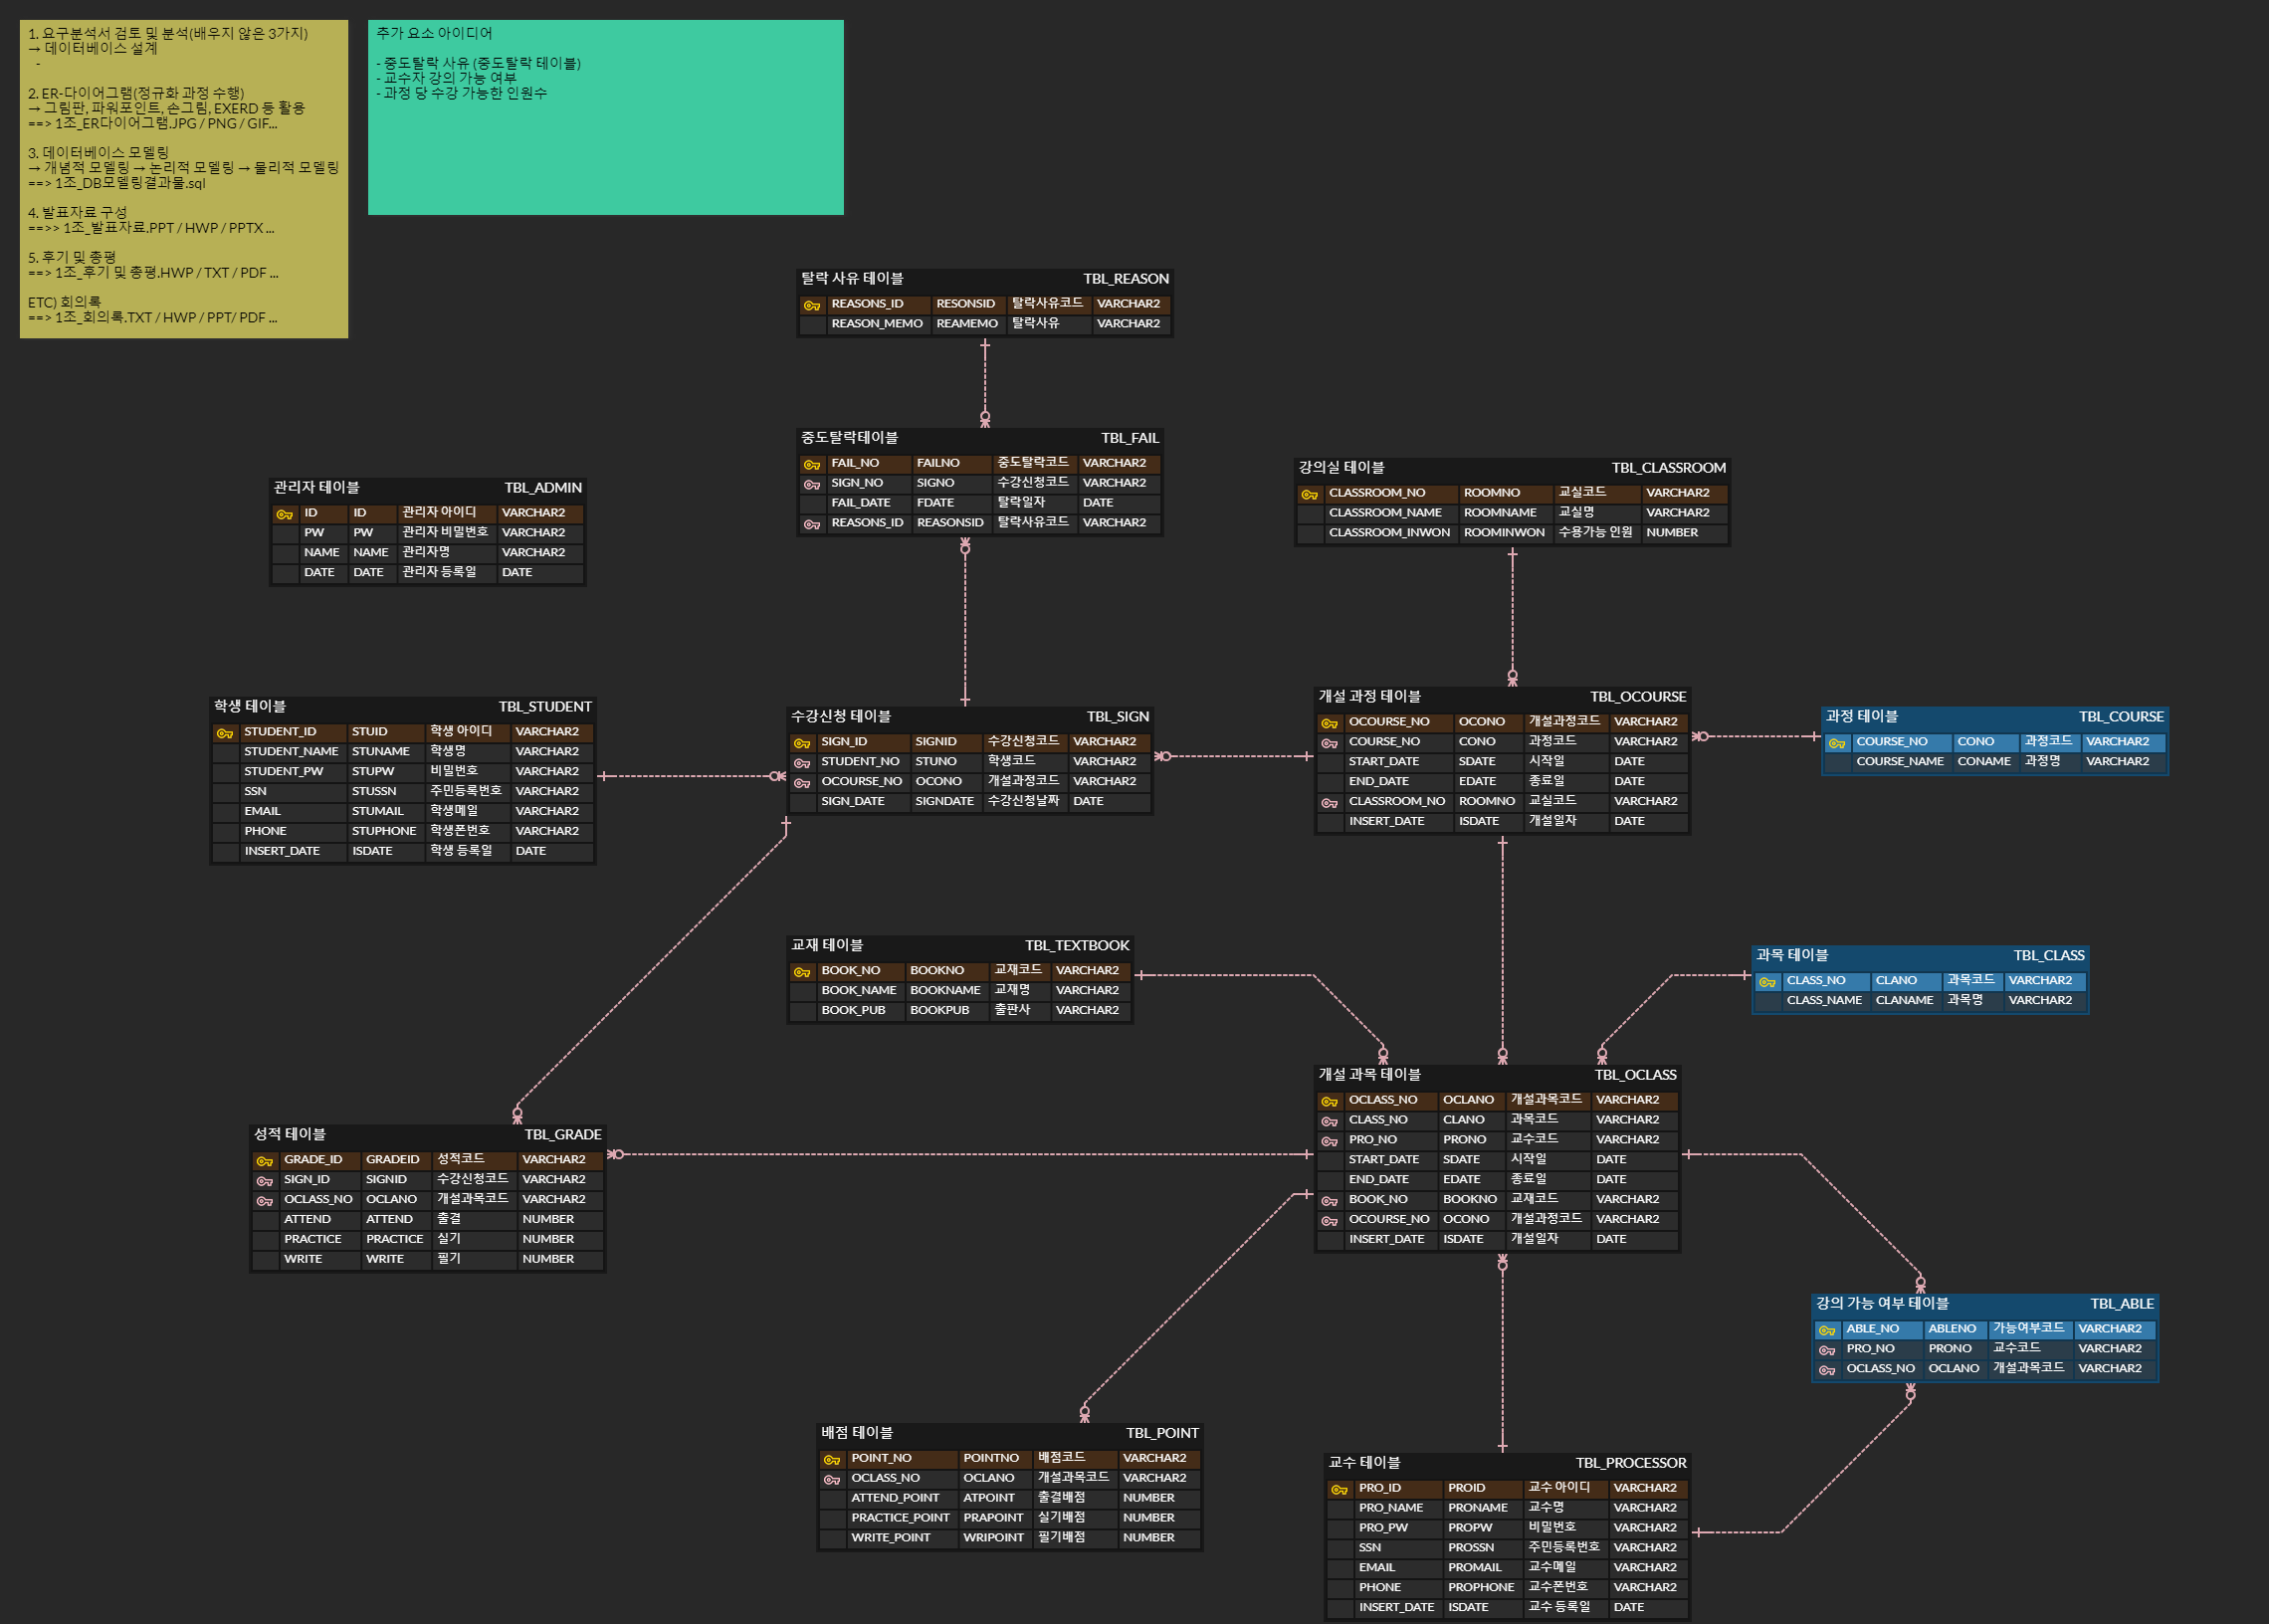 1. 요구분석서 검토 및 분석(배우지 않은 3가지)
→ 데이터베이스 설계
-
2. ER-다이어그램(정규화 과정 수행)
→ 그림판, 파워포인트, 손그림, EXERD 등 활용
==> 1조_ER다이어그램.JPG / PNG / GIF...
3. 데이터베이스 모델링
→ 개념적 모델링 → 논리적 모델링 → 물리적 모델링
==> 1조_DB모델링결과물.sql
4. 발표자료 구성
==>> 1조_발표자료.PPT / HWP / PPTX ...
5. 후기 및 총평
==> 1조_후기 및 총평.HWP / TXT / PDF ...
ETC) 회의록
==> 1조_회의록.TXT / HWP / PPT/ PDF ...
추가 요소 아이디어
- 중도탈락 사유 (중도탈락 테이블)
- 교수자 강의 가능 여부
- 과정 당 수강 가능한 인원수
탈락 사유 테이블 TBL_REASON
REASONS_ID RESONSID 탈락사유코드 VARCHAR2
REASON_MEMO REAMEMO 탈락사유 VARCHAR2
중도탈락테이블 TBL_FAIL
FAIL_NO FAILNO 중도탈락코드 VARCHAR2
SIGN_NO SIGNO 수강신청코드 VARCHAR2
FAIL_DATE FDATE 탈락일자 DATE
REASONS_ID REASONSID 탈락사유코드 VARCHAR2
강의실 테이블 TBL_CLASSROOM
CLASSROOM_NO ROOMNO 교실코드 VARCHAR2
CLASSROOM_NAME ROOMNAME 교실명 VARCHAR2
CLASSROOM_INWON ROOMINWON 수용가능 인원 NUMBER
관리자 테이블 TBL_ADMIN
ID ID 관리자 아이디 VARCHAR2
PW PW 관리자 비밀번호 VARCHAR2
NAME NAME 관리자명 VARCHAR2
DATE DATE 관리자 등록일 DATE
학생 테이블 TBL_STUDENT
STUDENT_ID STUID 학생 아이디 VARCHAR2
STUDENT_NAME STUNAME 학생명 VARCHAR2
STUDENT_PW STUPW 비밀번호 VARCHAR2
SSN STUSSN 주민등록번호 VARCHAR2
EMAIL STUMAIL 학생메일 VARCHAR2
PHONE STUPHONE 학생폰번호 VARCHAR2
INSERT_DATE ISDATE 학생 등록일 DATE
수강신청 테이블 TBL_SIGN
SIGN_ID SIGNID 수강신청코드 VARCHAR2
STUDENT_NO STUNO 학생코드 VARCHAR2
OCOURSE_NO OCONO 개설과정코드 VARCHAR2
SIGN_DATE SIGNDATE 수강신청날짜 DATE
개설 과정 테이블 TBL_OCOURSE
OCOURSE_NO OCONO 개설과정코드 VARCHAR2
COURSE_NO CONO 과정코드 VARCHAR2
START_DATE SDATE 시작일 DATE
END_DATE EDATE 종료일 DATE
CLASSROOM_NO ROOMNO 교실코드 VARCHAR2
INSERT_DATE ISDATE 개설일자 DATE
과정 테이블 TBL_COURSE
COURSE_NO CONO 과정코드 VARCHAR2
COURSE_NAME CONAME 과정명 VARCHAR2
교재 테이블 TBL_TEXTBOOK
BOOK_NO BOOKNO 교재코드 VARCHAR2
BOOK_NAME BOOKNAME 교재명 VARCHAR2
BOOK_PUB BOOKPUB 출판사 VARCHAR2
과목 테이블 TBL_CLASS
CLASS_NO CLANO 과목코드 VARCHAR2
CLASS_NAME CLANAME 과목명 VARCHAR2
개설 과목 테이블 TBL_OCLASS
OCLASS_NO OCLANO 개설과목코드 VARCHAR2
CLASS_NO CLANO 과목코드 VARCHAR2
PRO_NO PRONO 교수코드 VARCHAR2
START_DATE SDATE 시작일 DATE
END_DATE EDATE 종료일 DATE
BOOK_NO BOOKNO 교재코드 VARCHAR2
OCOURSE_NO OCONO 개설과정코드 VARCHAR2
INSERT_DATE ISDATE 개설일자 DATE
성적 테이블 TBL_GRADE
GRADE_ID GRADEID 성적코드 VARCHAR2
SIGN_ID SIGNID 수강신청코드 VARCHAR2
OCLASS_NO OCLANO 개설과목코드 VARCHAR2
ATTEND ATTEND 출결 NUMBER
PRACTICE PRACTICE 실기 NUMBER
WRITE WRITE 필기 NUMBER
강의 가능 여부 테이블 TBL_ABLE
ABLE_NO ABLENO 가능여부코드 VARCHAR2
PRO_NO PRONO 교수코드 VARCHAR2
OCLASS_NO OCLANO 개설과목코드 VARCHAR2
배점 테이블 TBL_POINT
POINT_NO POINTNO 배점코드 VARCHAR2
OCLASS_NO OCLANO 개설과목코드 VARCHAR2
ATTEND_POINT ATPOINT 출결배점 NUMBER
PRACTICE_POINT PRAPOINT 실기배점 NUMBER
WRITE_POINT WRIPOINT 필기배점 NUMBER
교수 테이블 TBL_PROCESSOR
PRO_ID PROID 교수 아이디 VARCHAR2
PRO_NAME PRONAME 교수명 VARCHAR2
PRO_PW PROPW 비밀번호 VARCHAR2
SSN PROSSN 주민등록번호 VARCHAR2
EMAIL PROMAIL 교수메일 VARCHAR2
PHONE PROPHONE 교수폰번호 VARCHAR2
INSERT_DATE ISDATE 교수 등록일 DATE